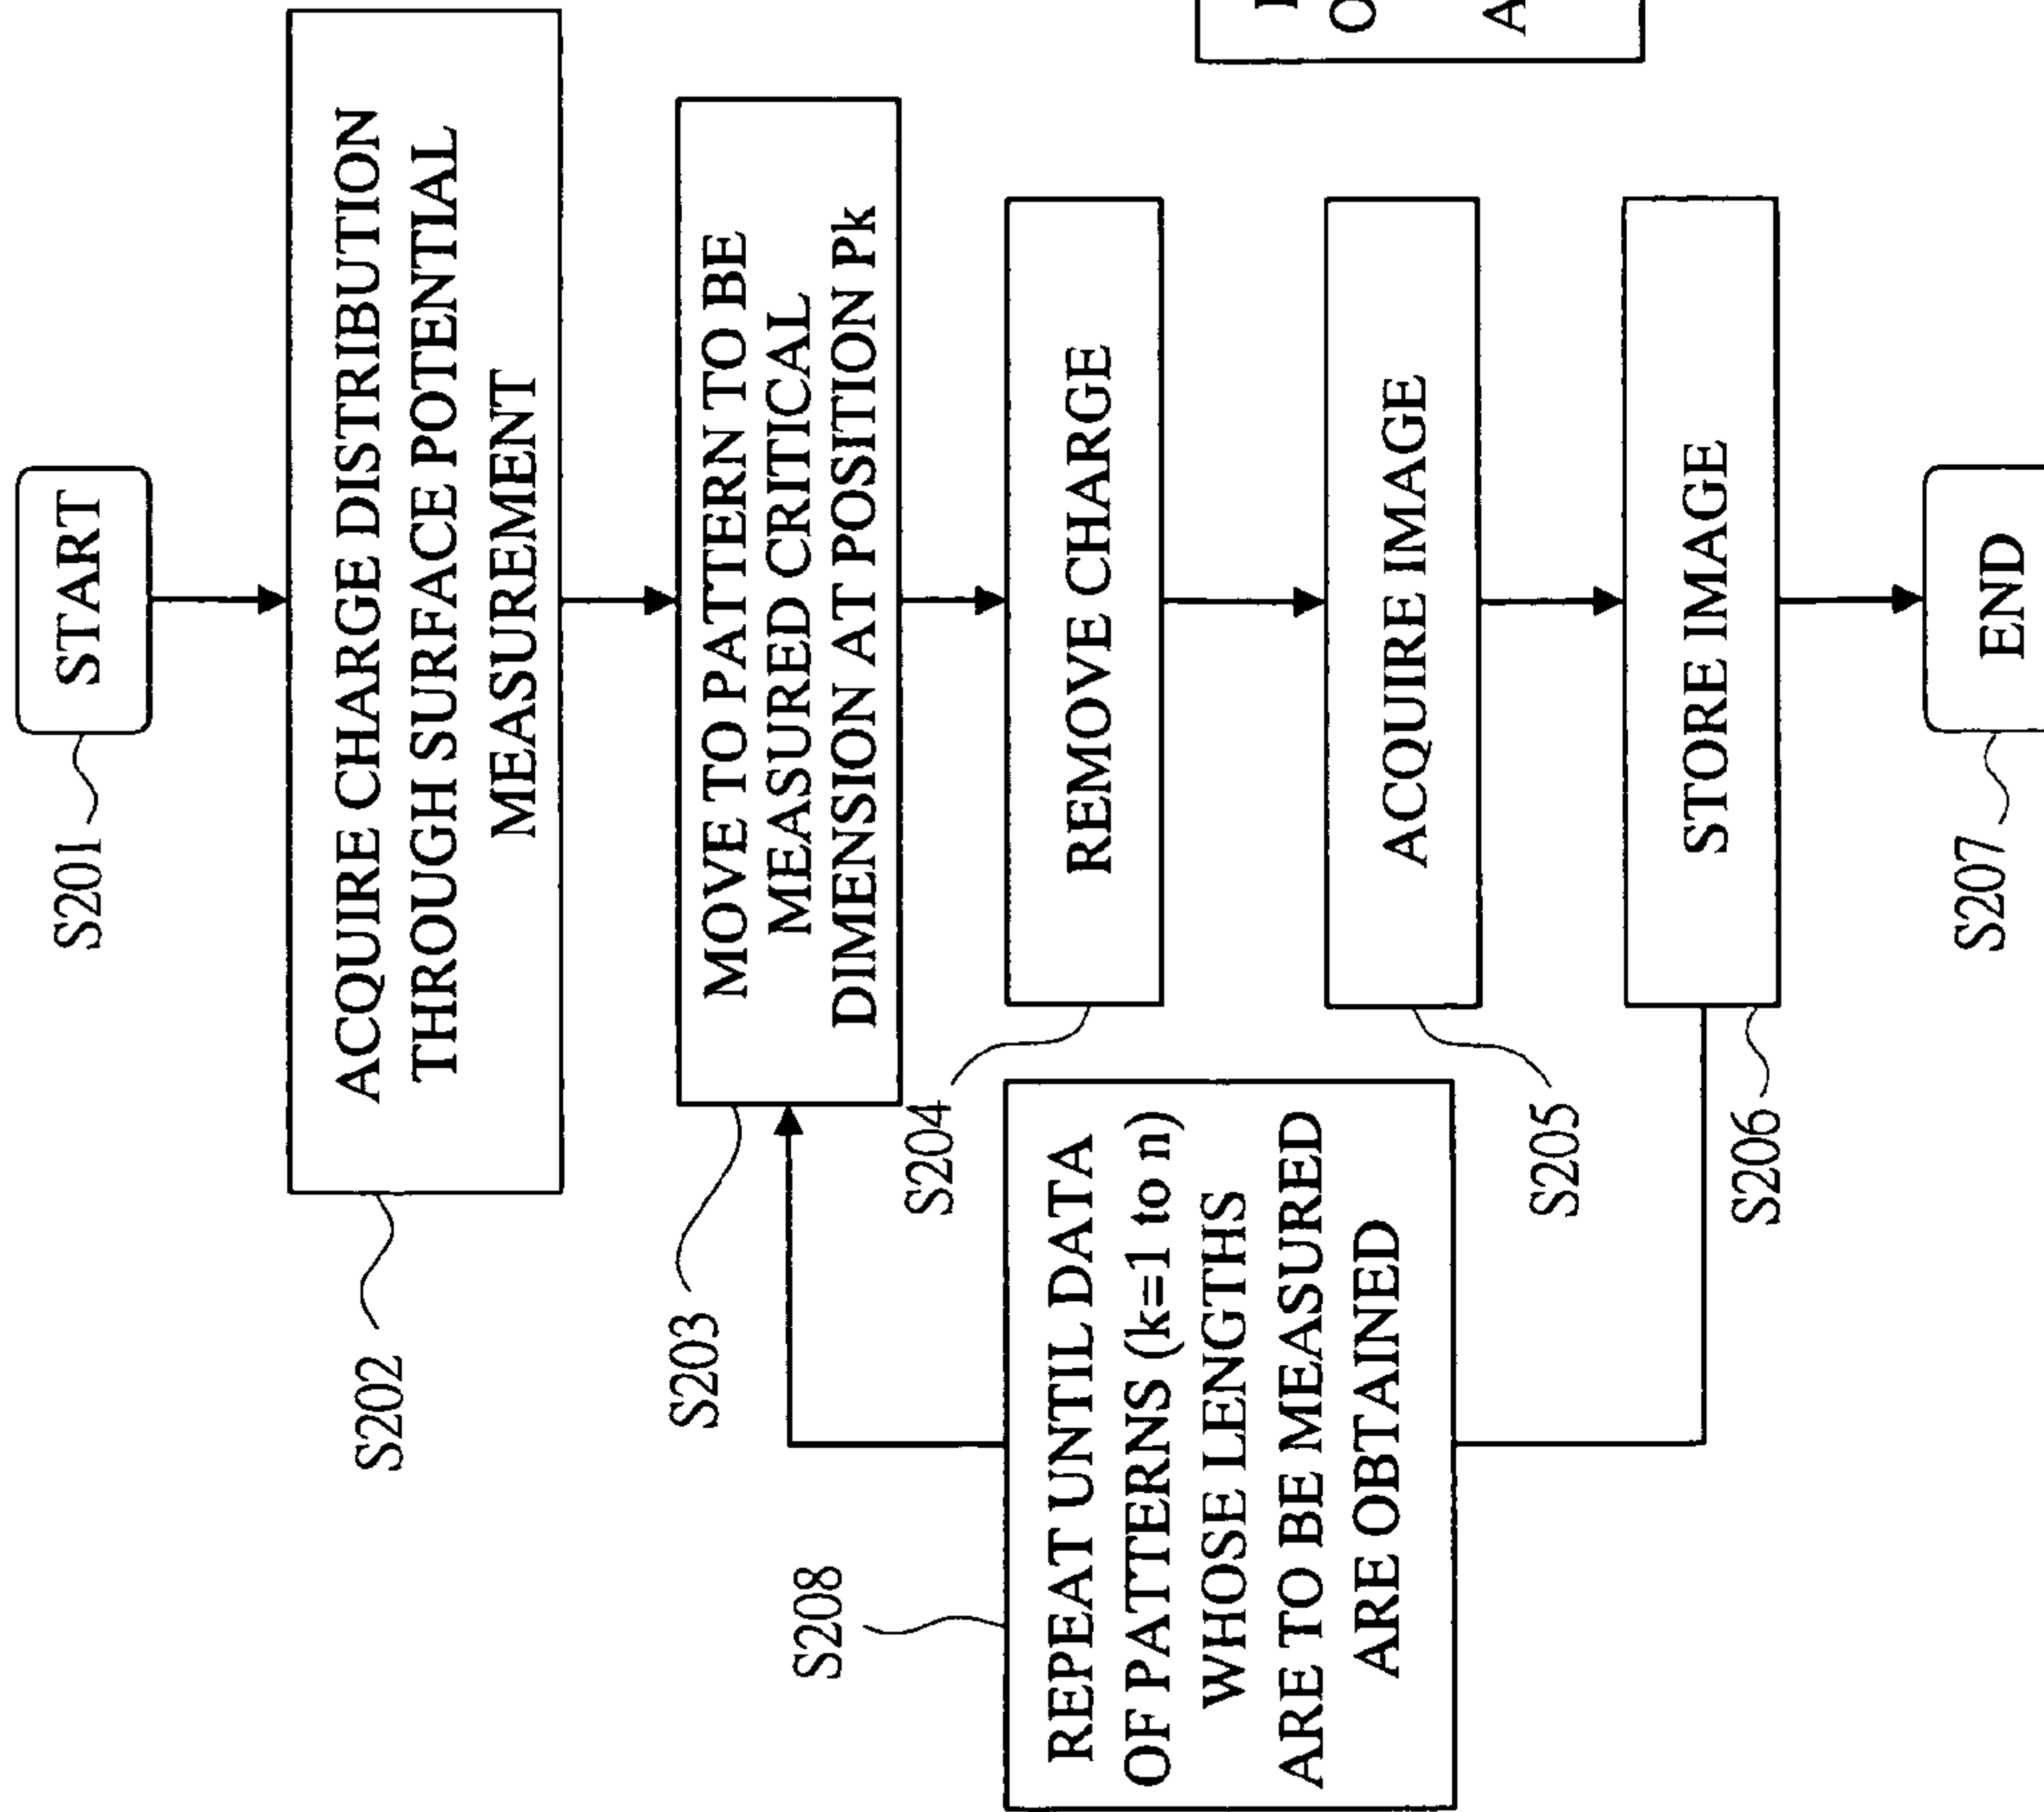 S201
START
S202
ACQUIRE CHARGE DISTRIBUTION
THROUGH SURFACE POTENTIAL
MEASUREMENT
S203
MOVE TO PATTERN TO BE
MEASURED CRITICAL
DIMENSION AT POSITION Pk
S204
REMOVE CHARGE
S205
ACQUIRE IMAGE
S206
STORE IMAGE
S207
END
S208
REPEAT UNTIL DATA
OF PATTERNS (k=1 to n)
WHOSE LENGTHS
ARE TO BE MEASURED
ARE OBTAINED
O
A